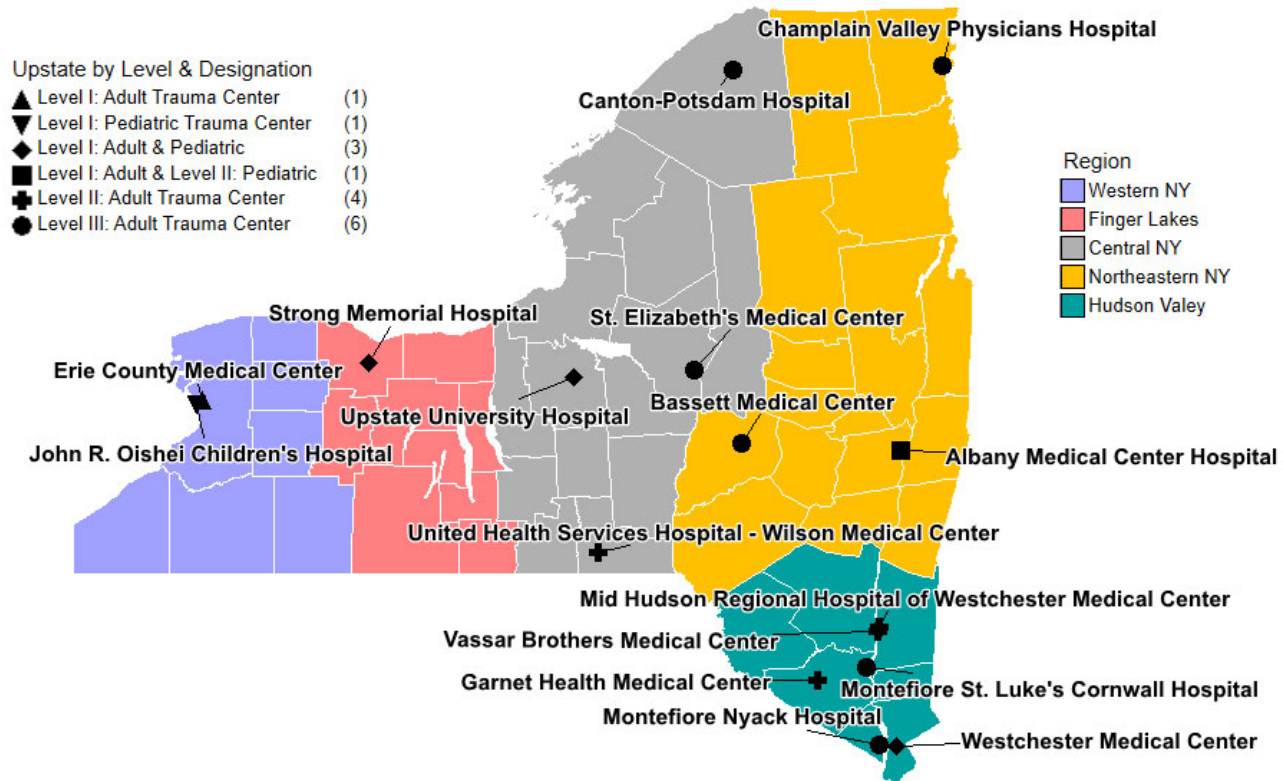 Champlain Valley Physicians Hospital
Upstate by Level & Designation
Level I: Adult Trauma Center (1)
Level I: Pediatric Trauma Center (1)
Level I: Adult & Pediatric (3)
Level I: Adult & Level II: Pediatric (1)
Level II: Adult Trauma Center (4)
Level III: Adult Trauma Center (6)
Canton-Potsdam Hospital
Region
Western NY
Finger Lakes
Central NY
Northeastern NY
Hudson Valey
Strong Memorial Hospital
St. Elizabeth's Medical Center
Erie County Medical Center
Bassett Medical Center
Upstate University Hospital
John R. Oishei Children's Hospital
Albany Medical Center Hospital
United Health Services Hospital - Wilson Medical Center
Mid Hudson Regional Hospital of Westchester Medical Center
Vassar Brothers Medical Center
Garnet Health Medical Center
Montefiore St. Luke's Cornwall Hospital
Montefiore Nyack Hospital
Westchester Medical Center